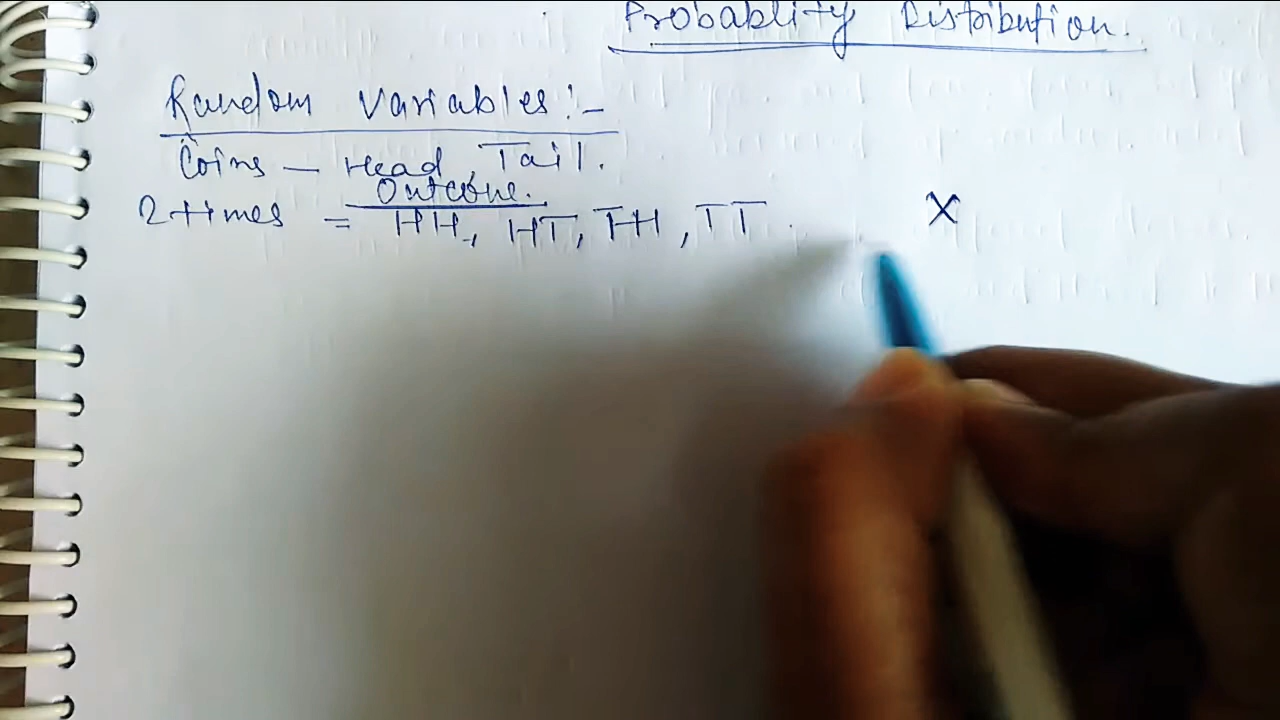 Probablity Distribution.
Random Variables :-
Coins — Head, Tail.
Outcome.
2 times = HH, HT, TH, TT. X